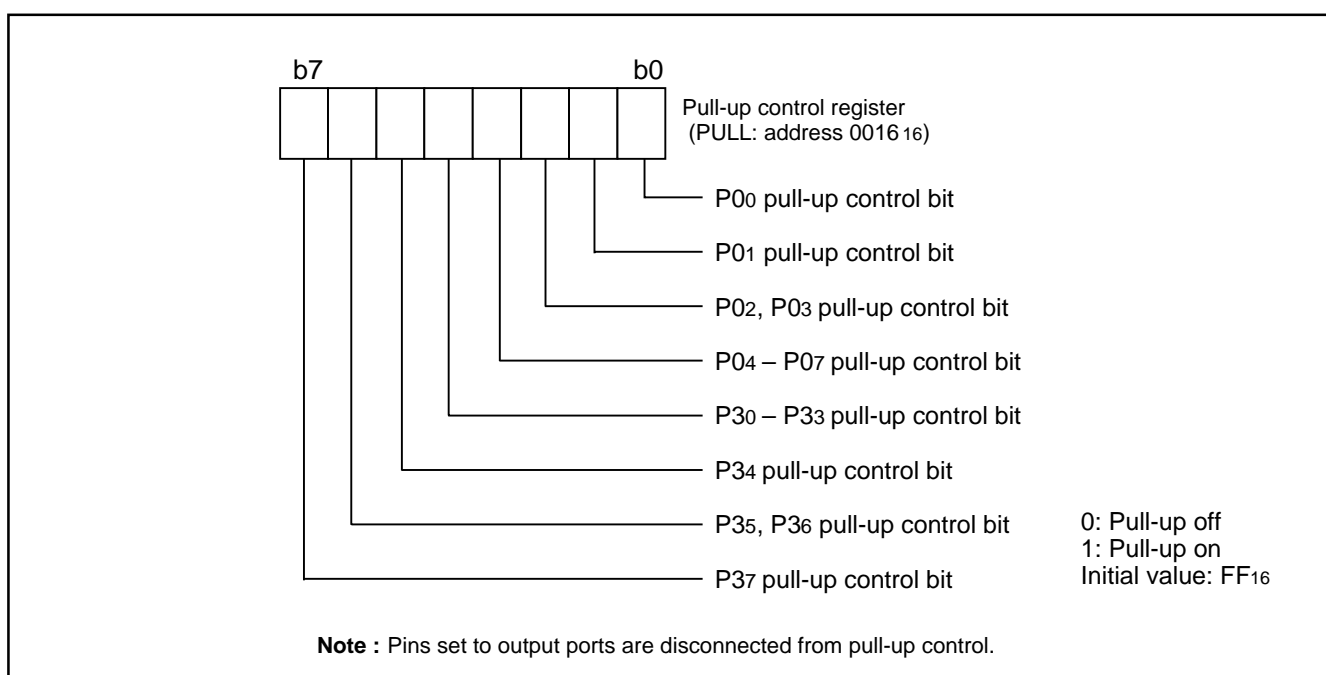 b7 b0
Pull-up control register
(PULL: address 001616)
P00 pull-up control bit
P01 pull-up control bit
P02, P03 pull-up control bit
P04 – P07 pull-up control bit
P30 – P33 pull-up control bit
P34 pull-up control bit
P35, P36 pull-up control bit
P37 pull-up control bit
0: Pull-up off
1: Pull-up on
Initial value: FF16
Note : Pins set to output ports are disconnected from pull-up control.